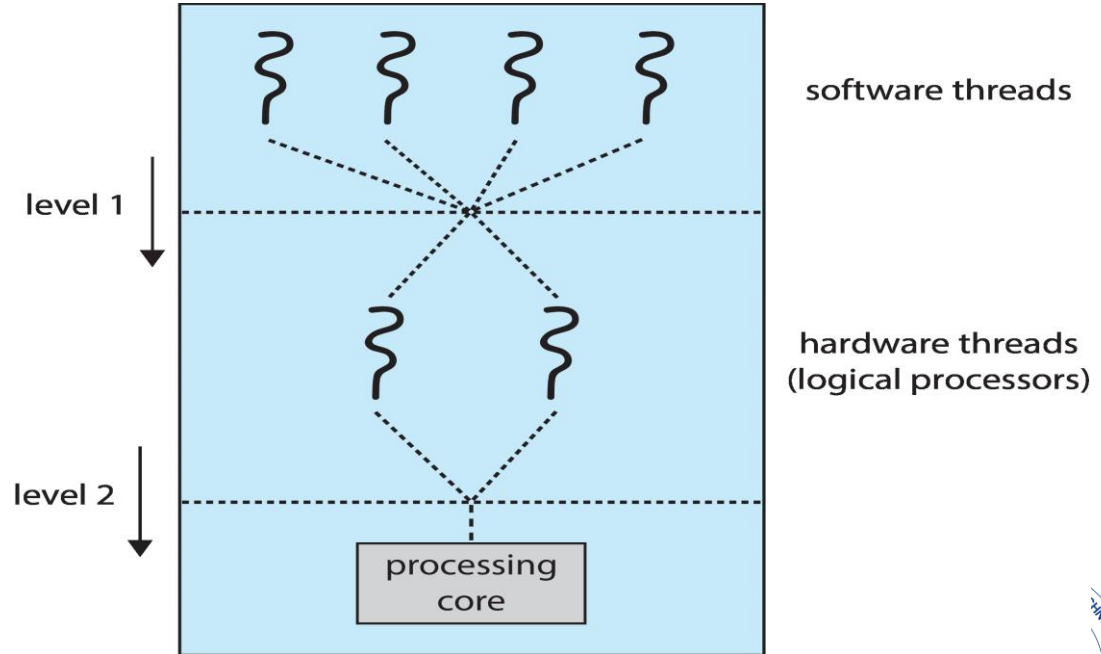 software threads
level 1
hardware threads
(logical processors)
level 2
processing
core